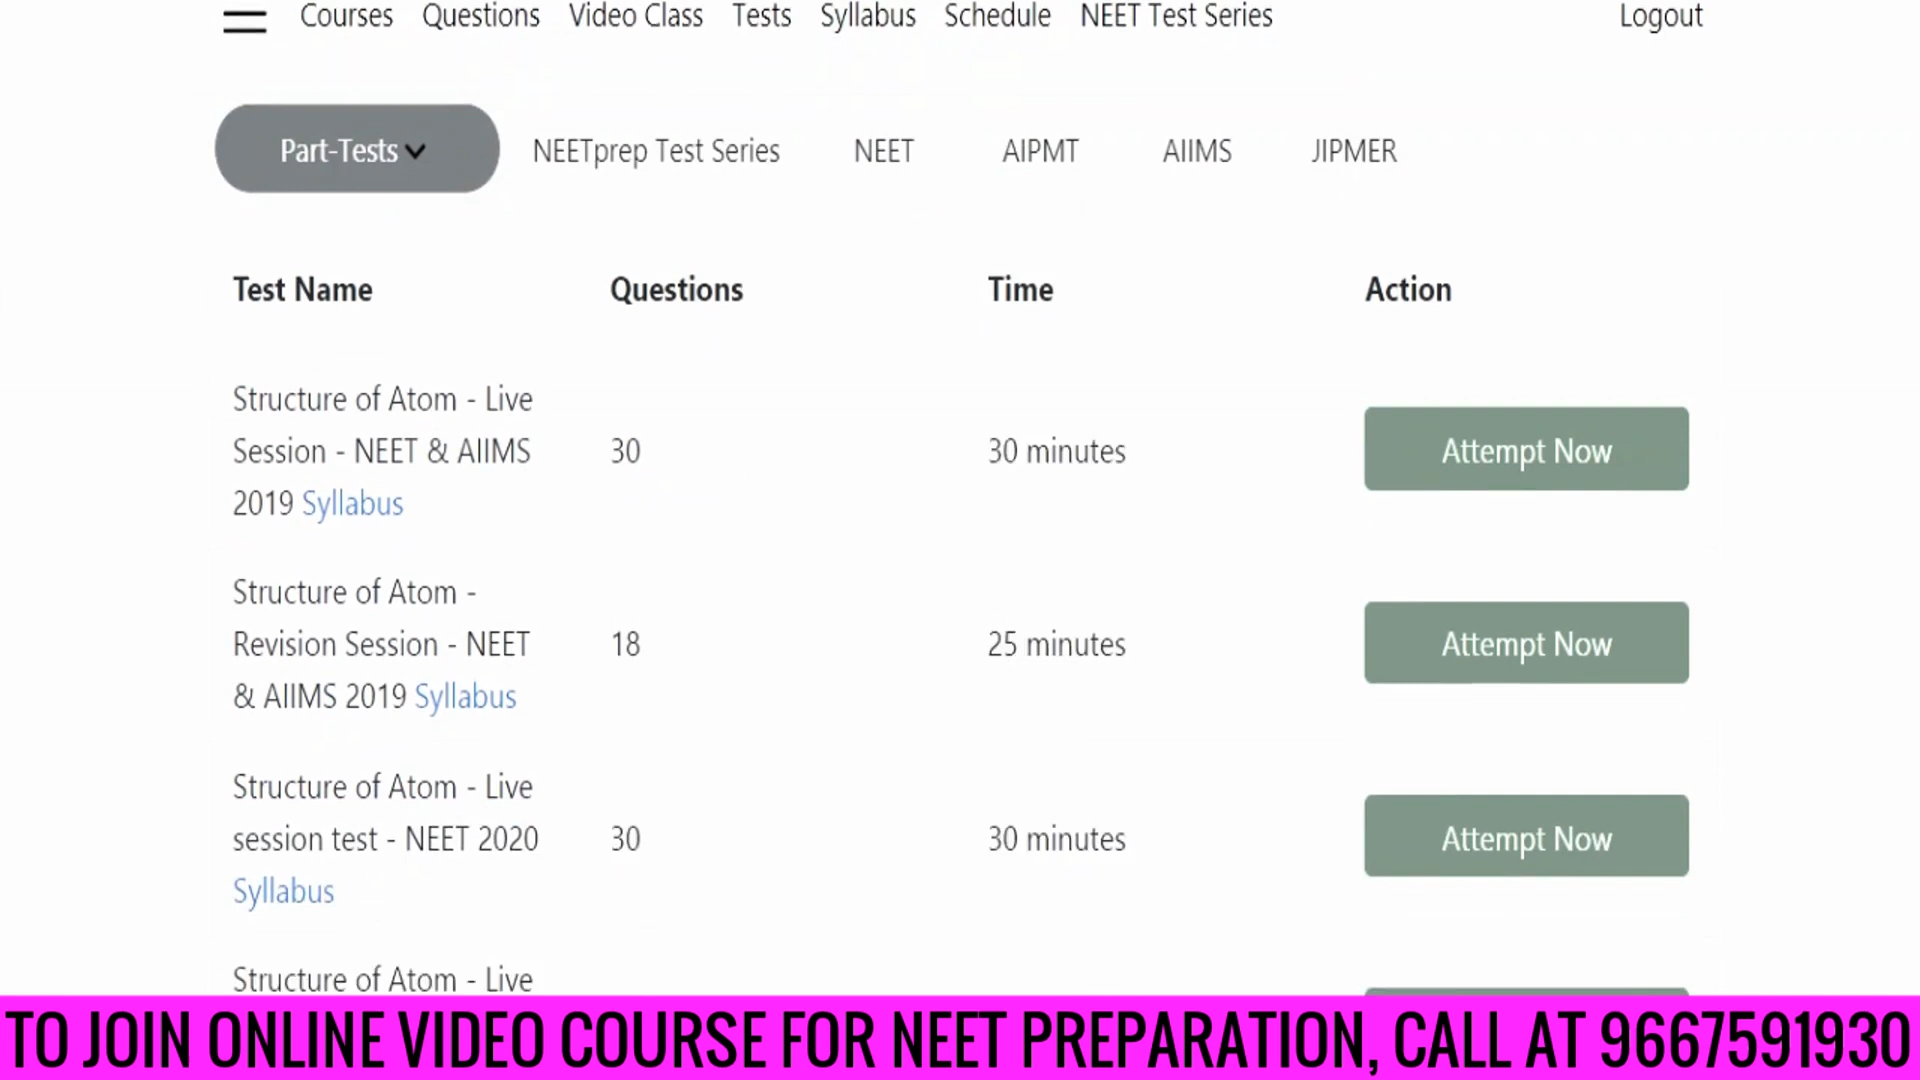 Courses Questions Video Class Tests Syllabus Schedule NEET Test Series Logout
Part-Tests NEETprep Test Series NEET AIPMT AIIMS JIPMER
Test Name Questions Time Action
Structure of Atom - Live
Session - NEET & AIIMS 30 30 minutes Attempt Now
2019 Syllabus
Structure of Atom -
Revision Session - NEET 18 25 minutes Attempt Now
& AIIMS 2019 Syllabus
Structure of Atom - Live
session test - NEET 2020 30 30 minutes Attempt Now
Syllabus
Structure of Atom - Live
TO JOIN ONLINE VIDEO COURSE FOR NEET PREPARATION, CALL AT 9667591930